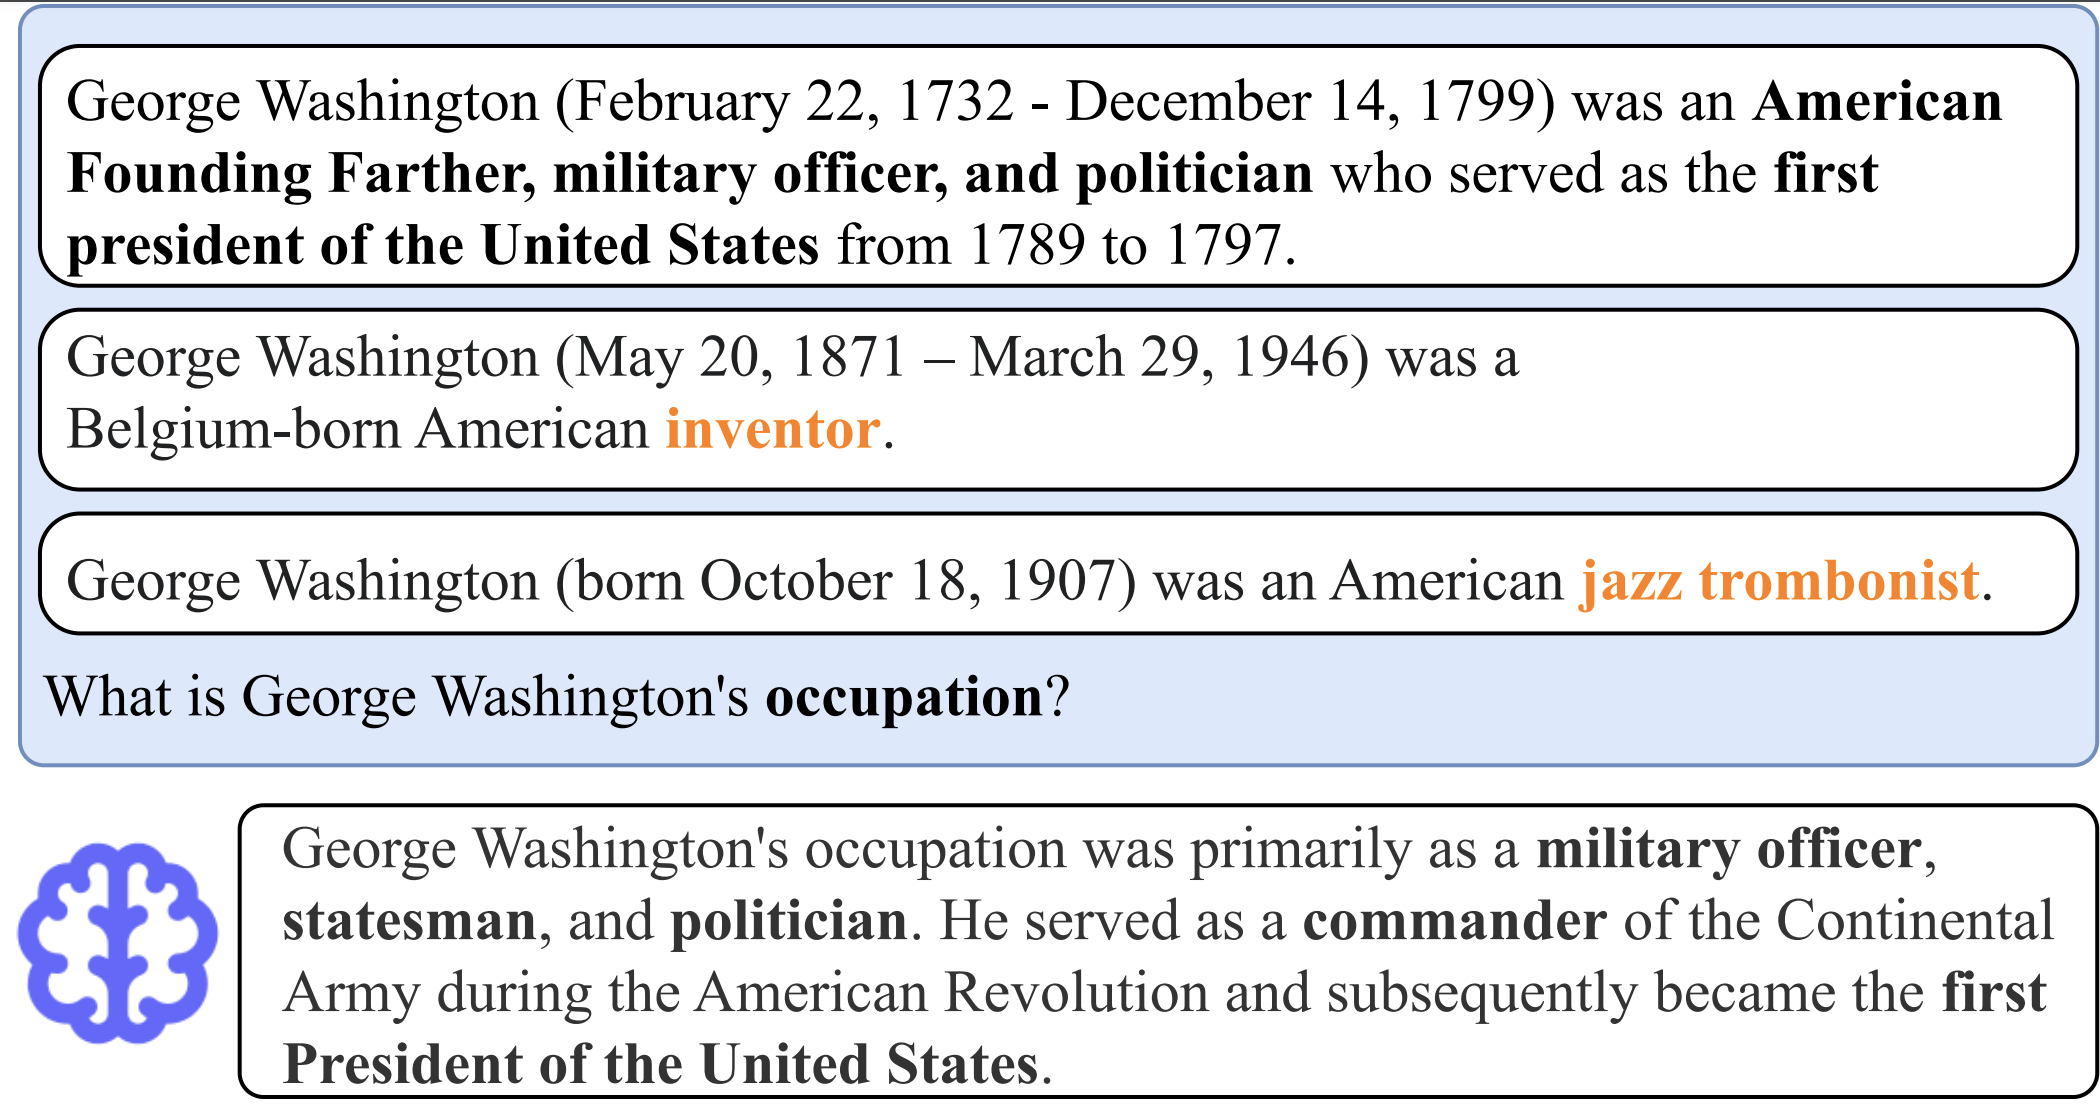 George Washington (February 22, 1732 - December 14, 1799) was an American
Founding Farther, military officer, and politician who served as the first
president of the United States from 1789 to 1797.
George Washington (May 20, 1871 – March 29, 1946) was a
Belgium-born American inventor.
George Washington (born October 18, 1907) was an American jazz trombonist.
What is George Washington's occupation?
George Washington's occupation was primarily as a military officer,
statesman, and politician. He served as a commander of the Continental
Army during the American Revolution and subsequently became the first
President of the United States.